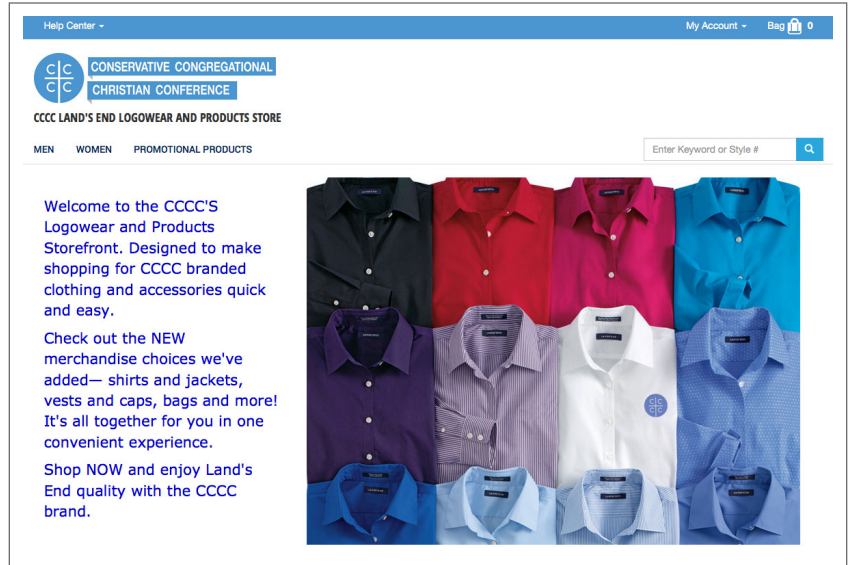 Help Center
My Account
Bag 0
C C
C C
CONSERVATIVE CONGREGATIONAL
CHRISTIAN CONFERENCE
CCCC LAND'S END LOGOWEAR AND PRODUCTS STORE
MEN WOMEN PROMOTIONAL PRODUCTS
Enter Keyword or Style #
Welcome to the CCCC'S
Logowear and Products
Storefront. Designed to make
shopping for CCCC branded
clothing and accessories quick
and easy.
Check out the NEW
merchandise choices we've
added— shirts and jackets,
vests and caps, bags and more!
It's all together for you in one
convenient experience.
Shop NOW and enjoy Land's
End quality with the CCCC
brand.
C C
C C